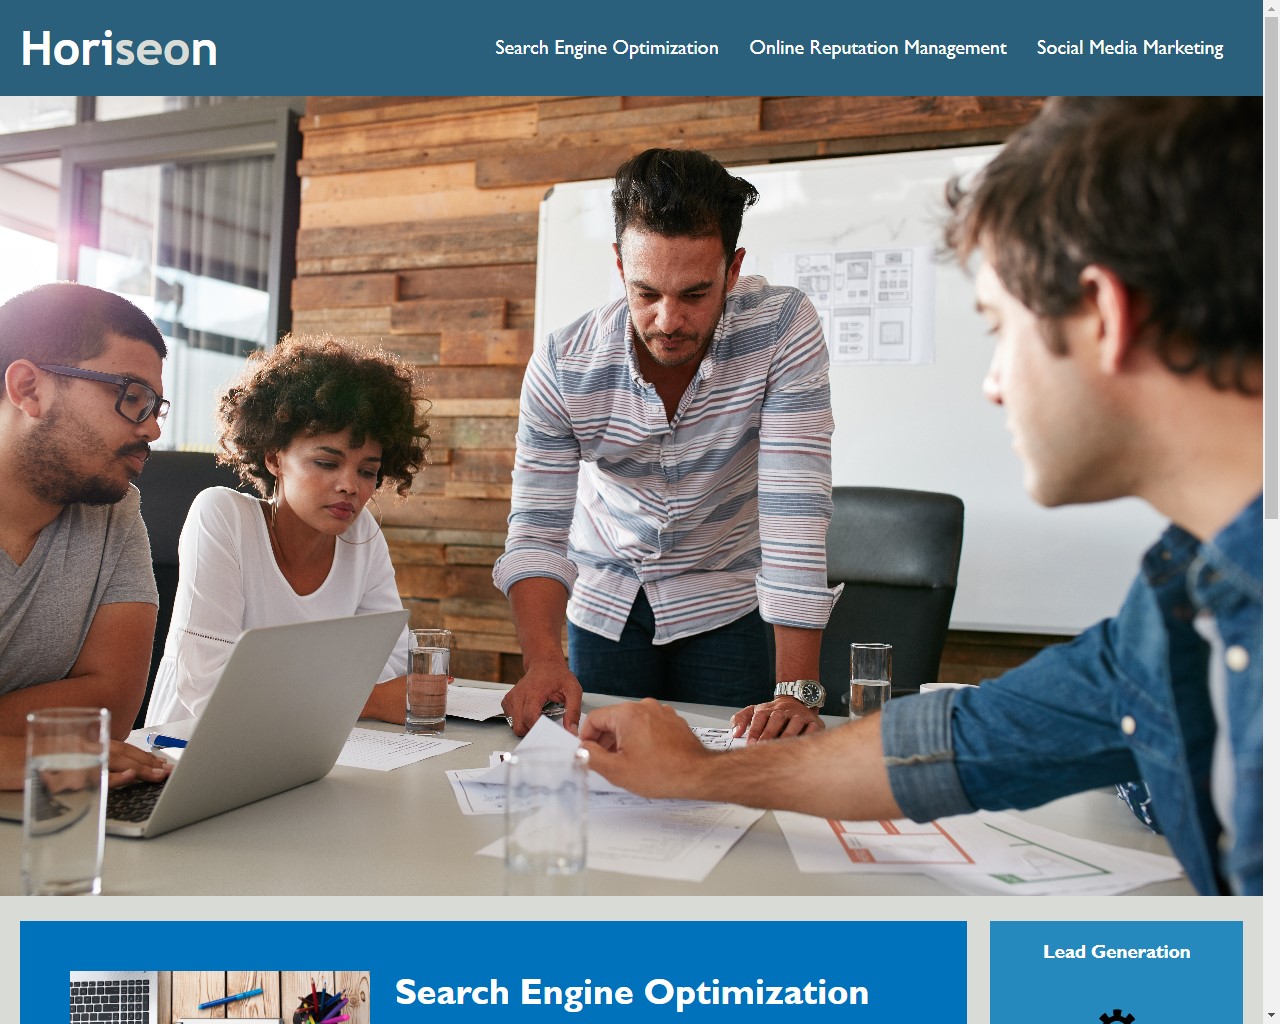 Horiseon
Search Engine Optimization
Online Reputation Management
Social Media Marketing
Search Engine Optimization
Lead Generation